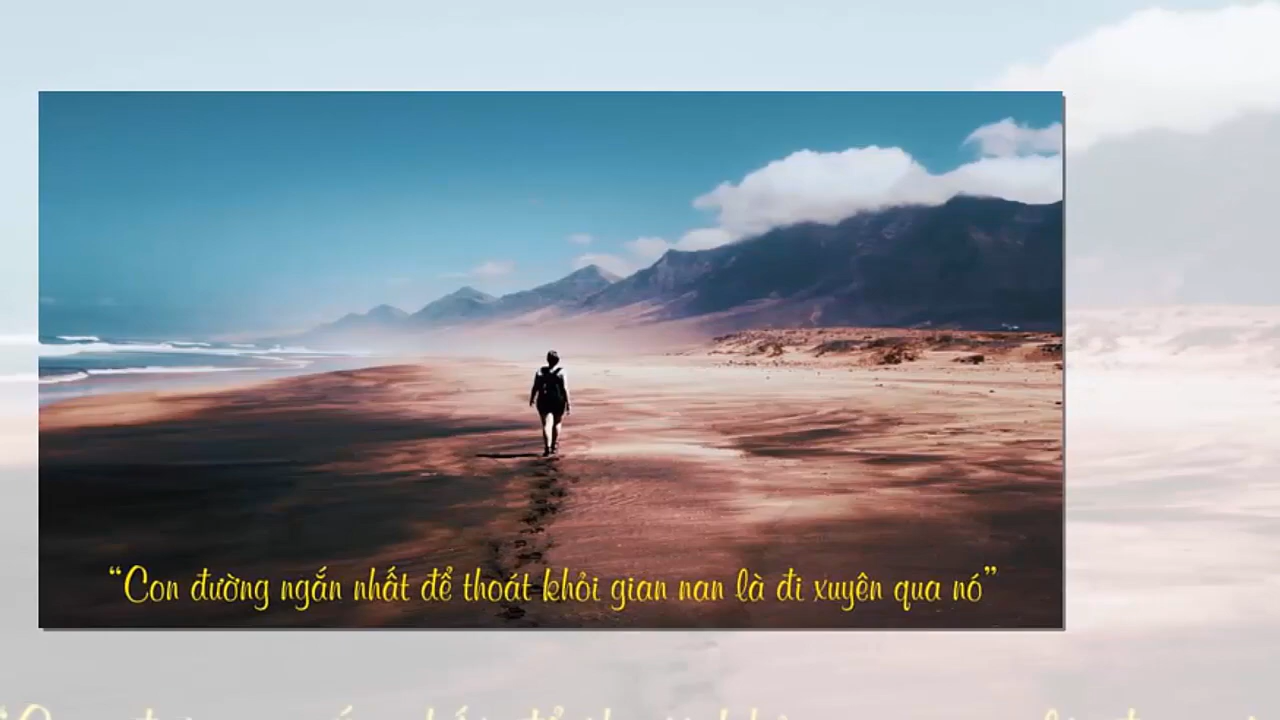 “Con đường ngắn nhất để thoát khỏi gian nan là đi xuyên qua nó”